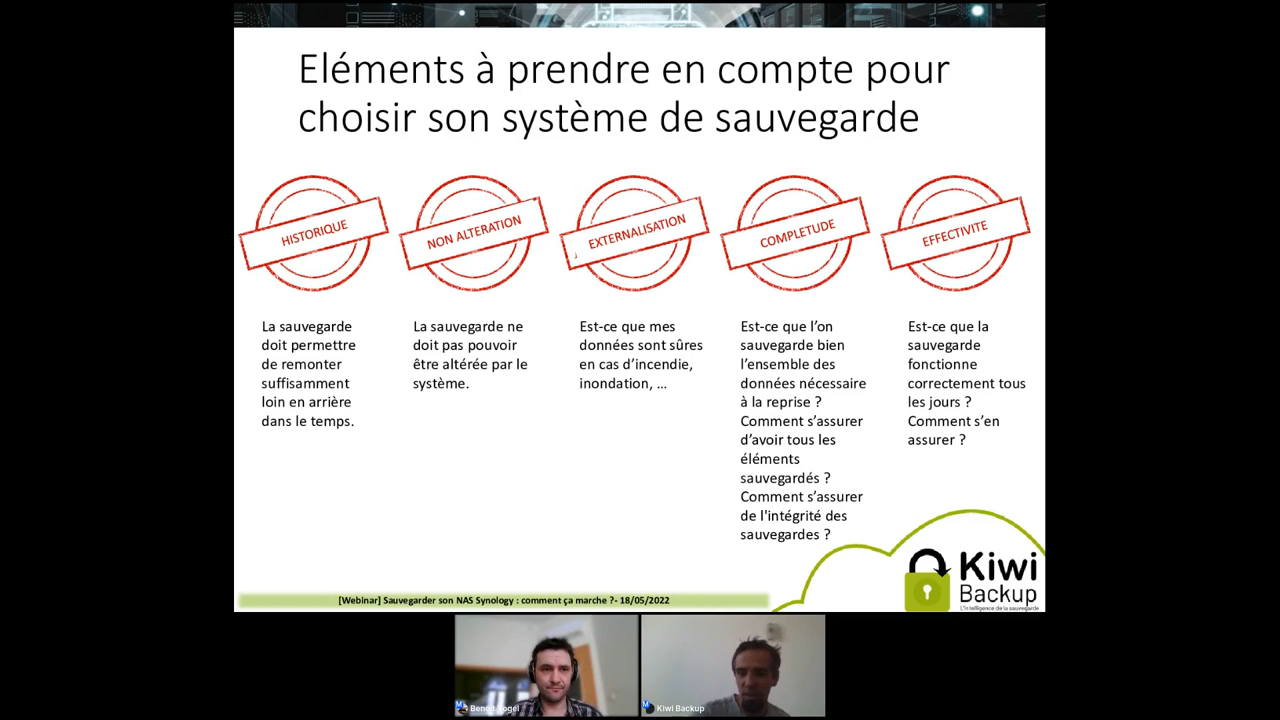 Eléments à prendre en compte pour
choisir son système de sauvegarde
HISTORIQUE
NON ALTERATION
EXTERNALISATION
COMPLETUDE
EFFECTIVITE
La sauvegarde
doit permettre
de remonter
suffisamment
loin en arrière
dans le temps.
La sauvegarde ne
doit pas pouvoir
être altérée par le
système.
Est-ce que mes
données sont sûres
en cas d’incendie,
inondation, ...
Est-ce que l’on
sauvegarde bien
l’ensemble des
données nécessaire
à la reprise ?
Comment s’assurer
d’avoir tous les
éléments
sauvegardés ?
Comment s’assurer
de l'intégrité des
sauvegardes ?
Est-ce que la
sauvegarde
fonctionne
correctement tous
les jours ?
Comment s’en
assurer ?
Kiwi
Backup
L'intelligence de la sauvegarde
[Webinar] Sauvegarder son NAS Synology : comment ça marche ?- 18/05/2022
Kiwi Backup